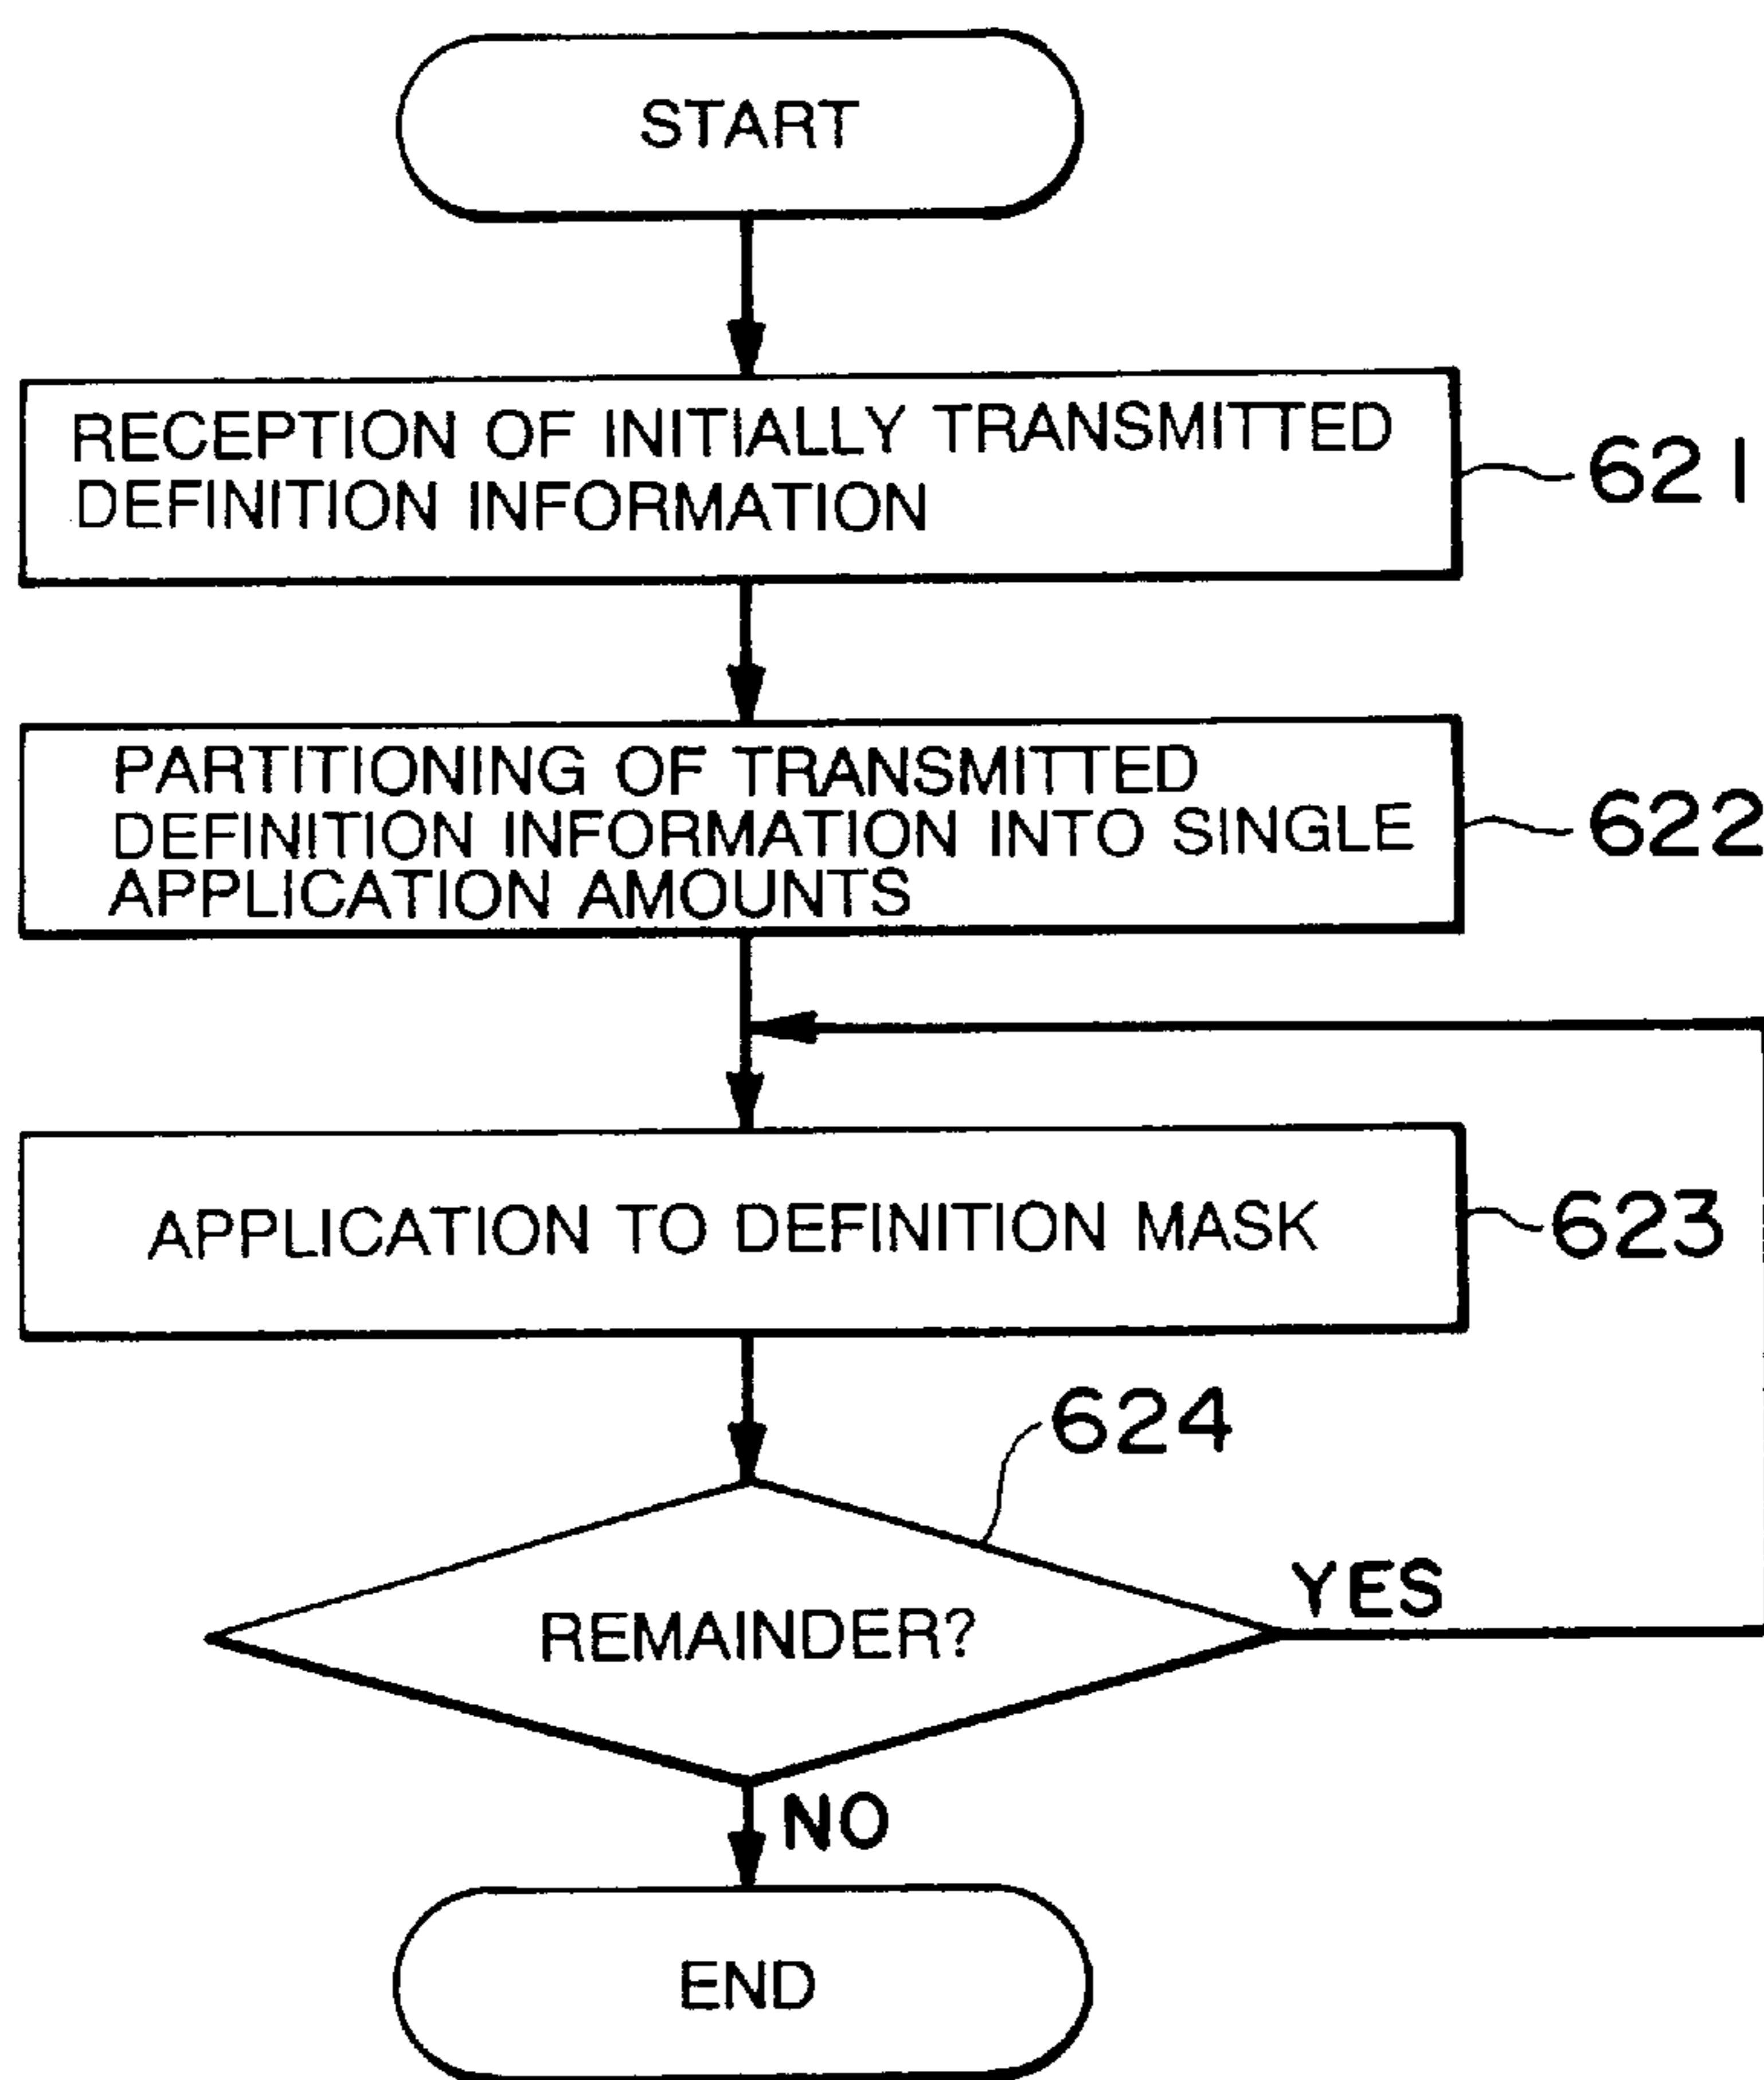 START
RECEPTION OF INITIALLY TRANSMITTED
DEFINITION INFORMATION
621
PARTITIONING OF TRANSMITTED
DEFINITION INFORMATION INTO SINGLE
APPLICATION AMOUNTS
622
APPLICATION TO DEFINITION MASK
623
624
REMAINDER?
YES
NO
END